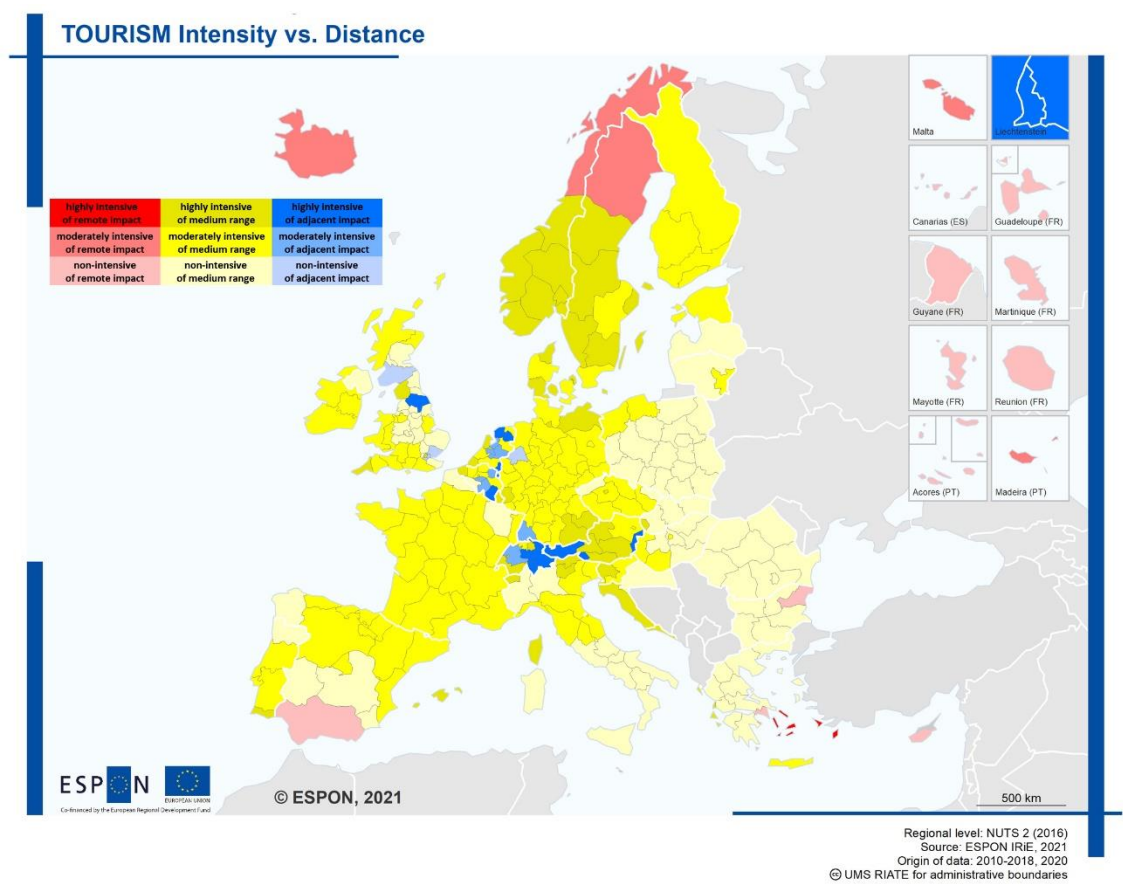 TOURISM Intensity vs. Distance
Malta
Liechtenstein
highly intensive
of remote impact
highly intensive
of medium range
highly intensive
of adjacent impact
moderately intensive
of remote impact
moderately intensive
of medium range
moderately intensive
of adjacent impact
non-intensive
of remote impact
non-intensive
of medium range
non-intensive
of adjacent impact
Canarias (ES)
Guadeloupe (FR)
Guyane (FR)
Martinique (FR)
Mayotte (FR)
Reunion (FR)
Acores (PT)
Madeira (PT)
ESPON
EUROPEAN UNION
Co-financed by the European Regional Development Fund
© ESPON, 2021
500 km
Regional level: NUTS 2 (2016)
Source: ESPON IRiE, 2021
Origin of data: 2010-2018, 2020
cc UMS RIATE for administrative boundaries